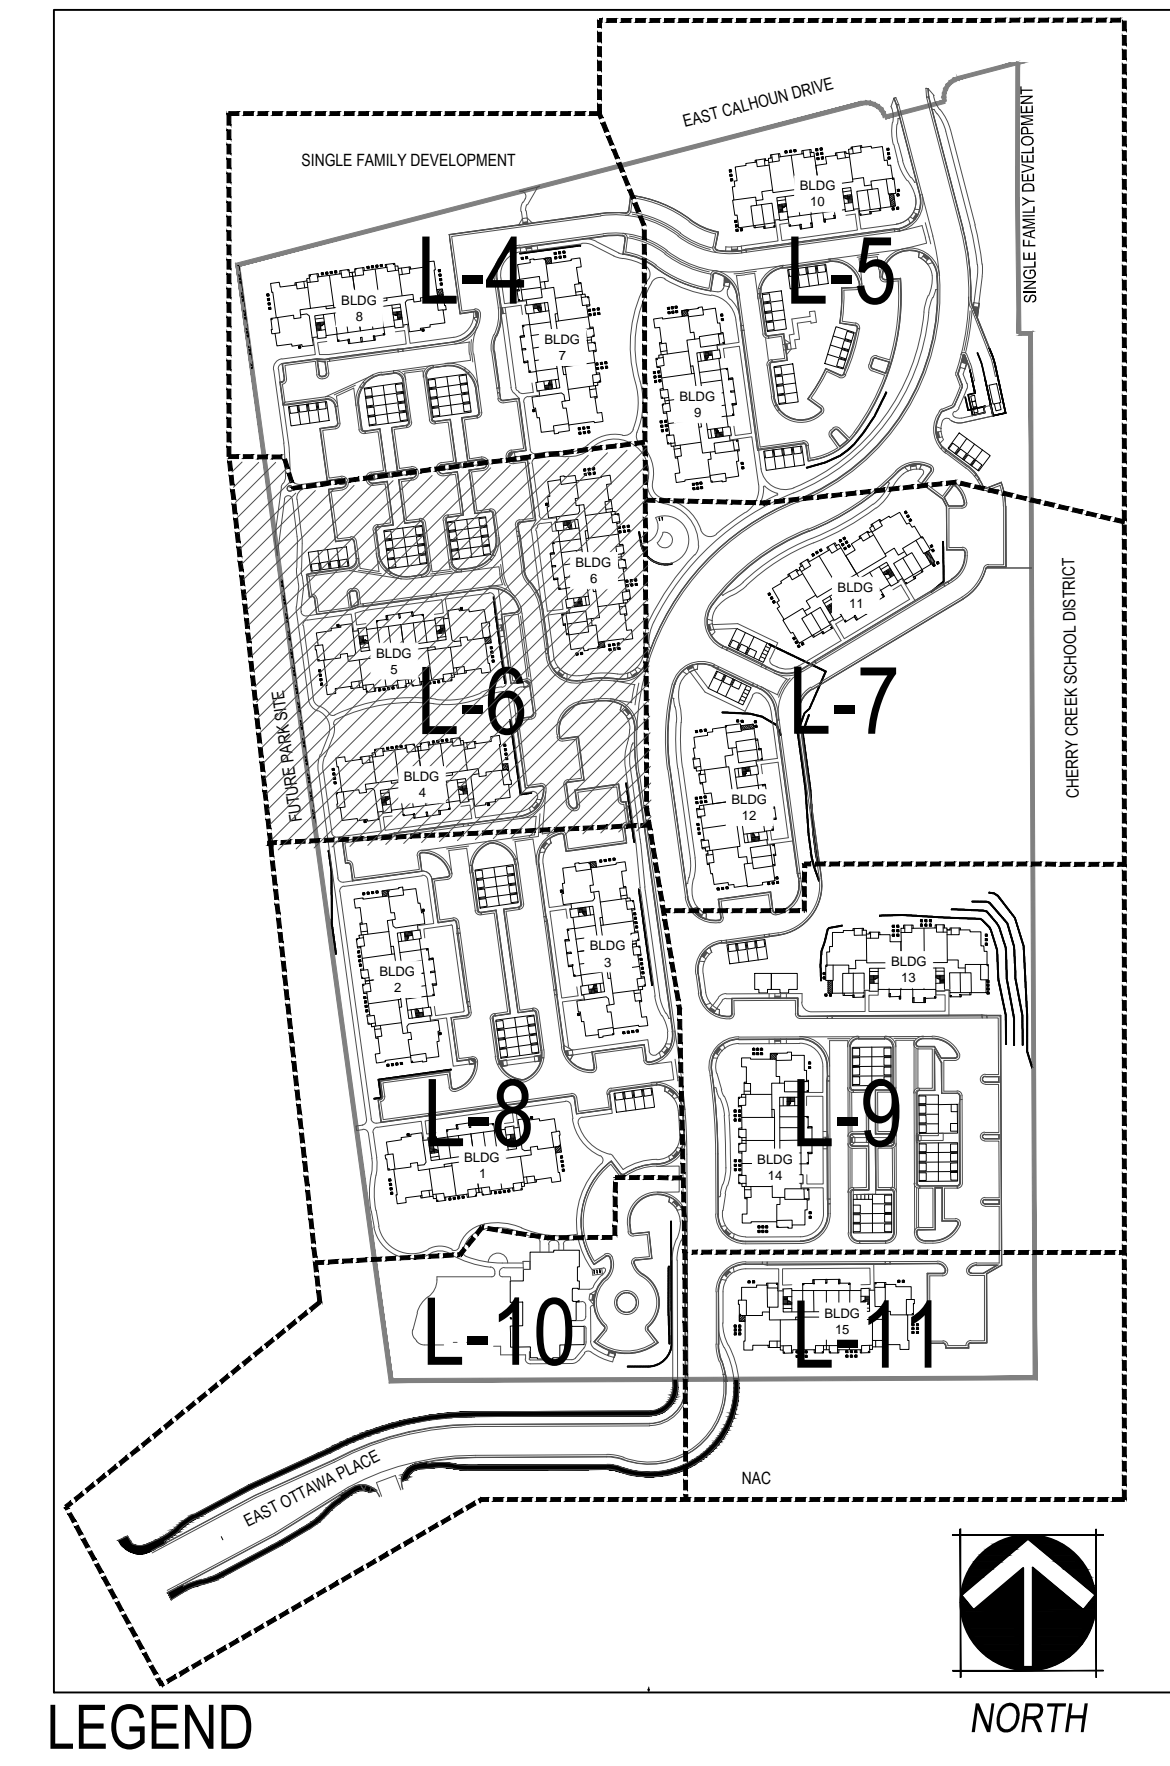 EAST CALHOUN DRIVE
SINGLE FAMILY DEVELOPMENT
SINGLE FAMILY DEVELOPMENT
BLDG
10
L-4
L-5
BLDG
8
BLDG
7
BLDG
9
BLDG
6
BLDG
11
CHERRY CREEK SCHOOL DISTRICT
BLDG
5
L-6
L-7
FUTURE PARK SITE
BLDG
4
BLDG
12
BLDG
3
BLDG
2
BLDG
13
L-8
L-9
BLDG
1
BLDG
14
L-10
L-11
BLDG
15
EAST OTTAWA PLACE
NAC
LEGEND
NORTH